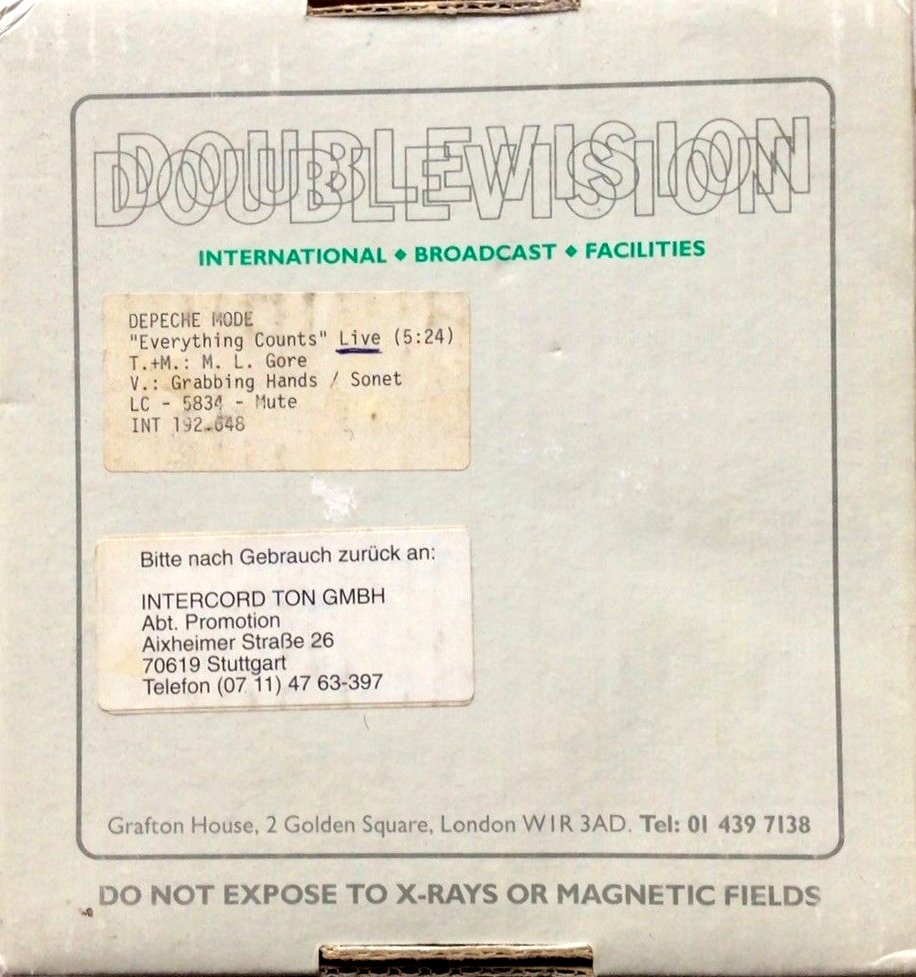 DOUBLEVISION
DOUBLEVISION
INTERNATIONAL ◆ BROADCAST ◆ FACILITIES
DEPECHE MODE
"Everything Counts" Live (5:24)
T.+M.: M. L. Gore
V.: Grabbing Hands / Sonet
LC - 5834 - Mute
INT 192.648
Bitte nach Gebrauch zurück an:
INTERCORD TON GMBH
Abt. Promotion
Aixheimer Straße 26
70619 Stuttgart
Telefon (07 11) 47 63-397
Grafton House, 2 Golden Square, London W1R 3AD. Tel: 01 439 7138
DO NOT EXPOSE TO X-RAYS OR MAGNETIC FIELDS